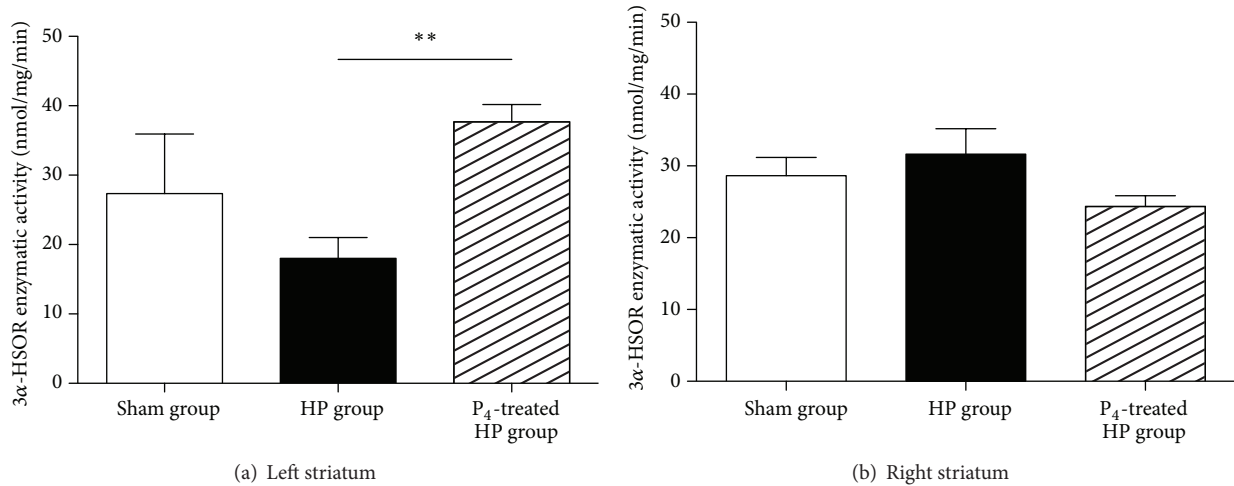 3α-HSOR enzymatic activity (nmol/mg/min)
50
40
30
20
10
0
**
Sham group
HP group
P₄-treated
HP group
(a) Left striatum
3α-HSOR enzymatic activity (nmol/mg/min)
50
40
30
20
10
0
Sham group
HP group
P₄-treated
HP group
(b) Right striatum